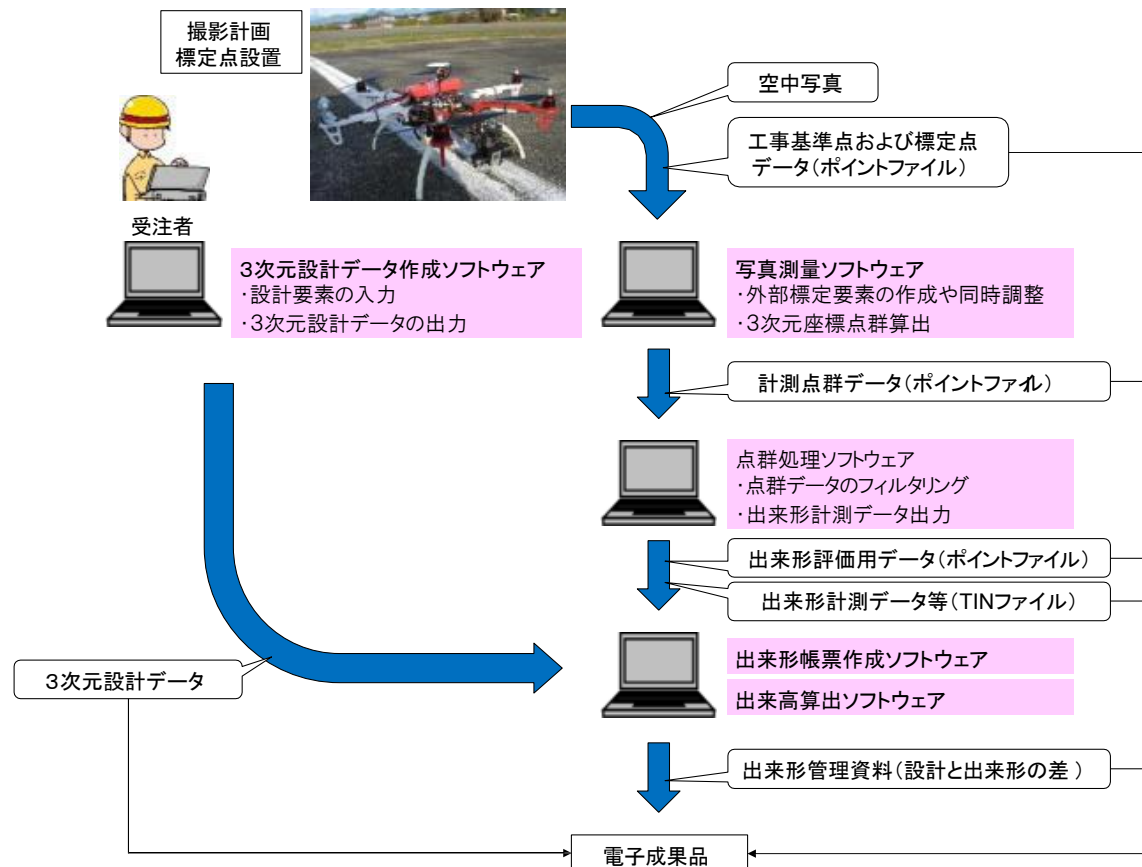 撮影計画
標定点設置
空中写真
工事基準点および標定点
データ(ポイントファイル)
受注者
3次元設計データ作成ソフトウェア
・設計要素の入力
・3次元設計データの出力
写真測量ソフトウェア
・外部標定要素の作成や同時調整
・3次元座標点群算出
計測点群データ(ポイントファイル)
点群処理ソフトウェア
・点群データのフィルタリング
・出来形計測データ出力
出来形評価用データ(ポイントファイル)
出来形計測データ等(TINファイル)
3次元設計データ
出来形帳票作成ソフトウェア
出来高算出ソフトウェア
出来形管理資料(設計と出来形の差)
電子成果品